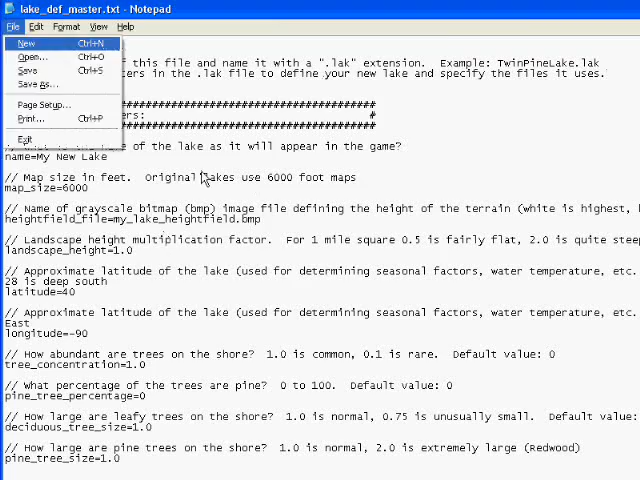 lake_def_master.txt - Notepad
File Edit Format View Help
New Ctrl+N
Open... Ctrl+O
of this file and name it with a ".lak" extension. Example: TwinPineLake.lak
Save Ctrl+S
ters in the .lak file to define your new lake and specify the files it uses.
Save As...
Page Setup...
###################################
Print... Ctrl+P
ers: #
###################################
Exit
of the lake as it will appear in the game?
name=My New Lake
// Map size in feet. Original lakes use 6000 foot maps
map_size=6000
// Name of grayscale bitmap (bmp) image file defining the height of the terrain (white is highest,
heightfield_file=my_lake_heightfield.bmp
// Landscape height multiplication factor. For 1 mile square 0.5 is fairly flat, 2.0 is quite steep
landscape_height=1.0
// Approximate latitude of the lake (used for determining seasonal factors, water temperature, etc.
28 is deep south
latitude=40
// Approximate latitude of the lake (used for determining seasonal factors, water temperature, etc.
East
longitude=-90
// How abundant are trees on the shore? 1.0 is common, 0.1 is rare. Default value: 0
tree_concentration=1.0
// What percentage of the trees are pine? 0 to 100. Default value: 0
pine_tree_percentage=0
// How large are leafy trees on the shore? 1.0 is normal, 0.75 is unusually small. Default value:
deciduous_tree_size=1.0
// How large are pine trees on the shore? 1.0 is normal, 2.0 is extremely large (Redwood)
pine_tree_size=1.0